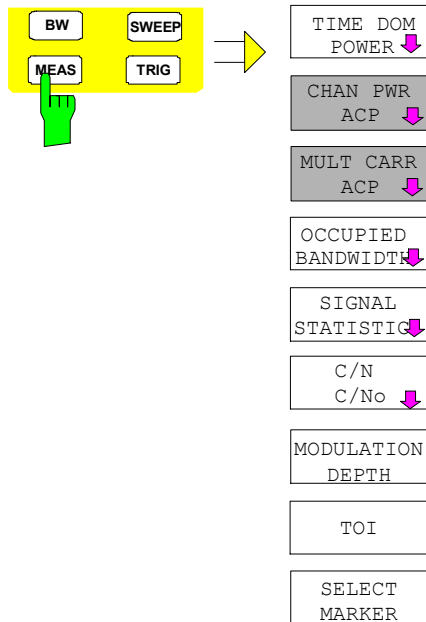 BW
SWEEP
MEAS
TRIG
TIME DOM
POWER
CHAN PWR
ACP
MULT CARR
ACP
OCCUPIED
BANDWIDTH
SIGNAL
STATISTIC
C/N
C/No
MODULATION
DEPTH
TOI
SELECT
MARKER